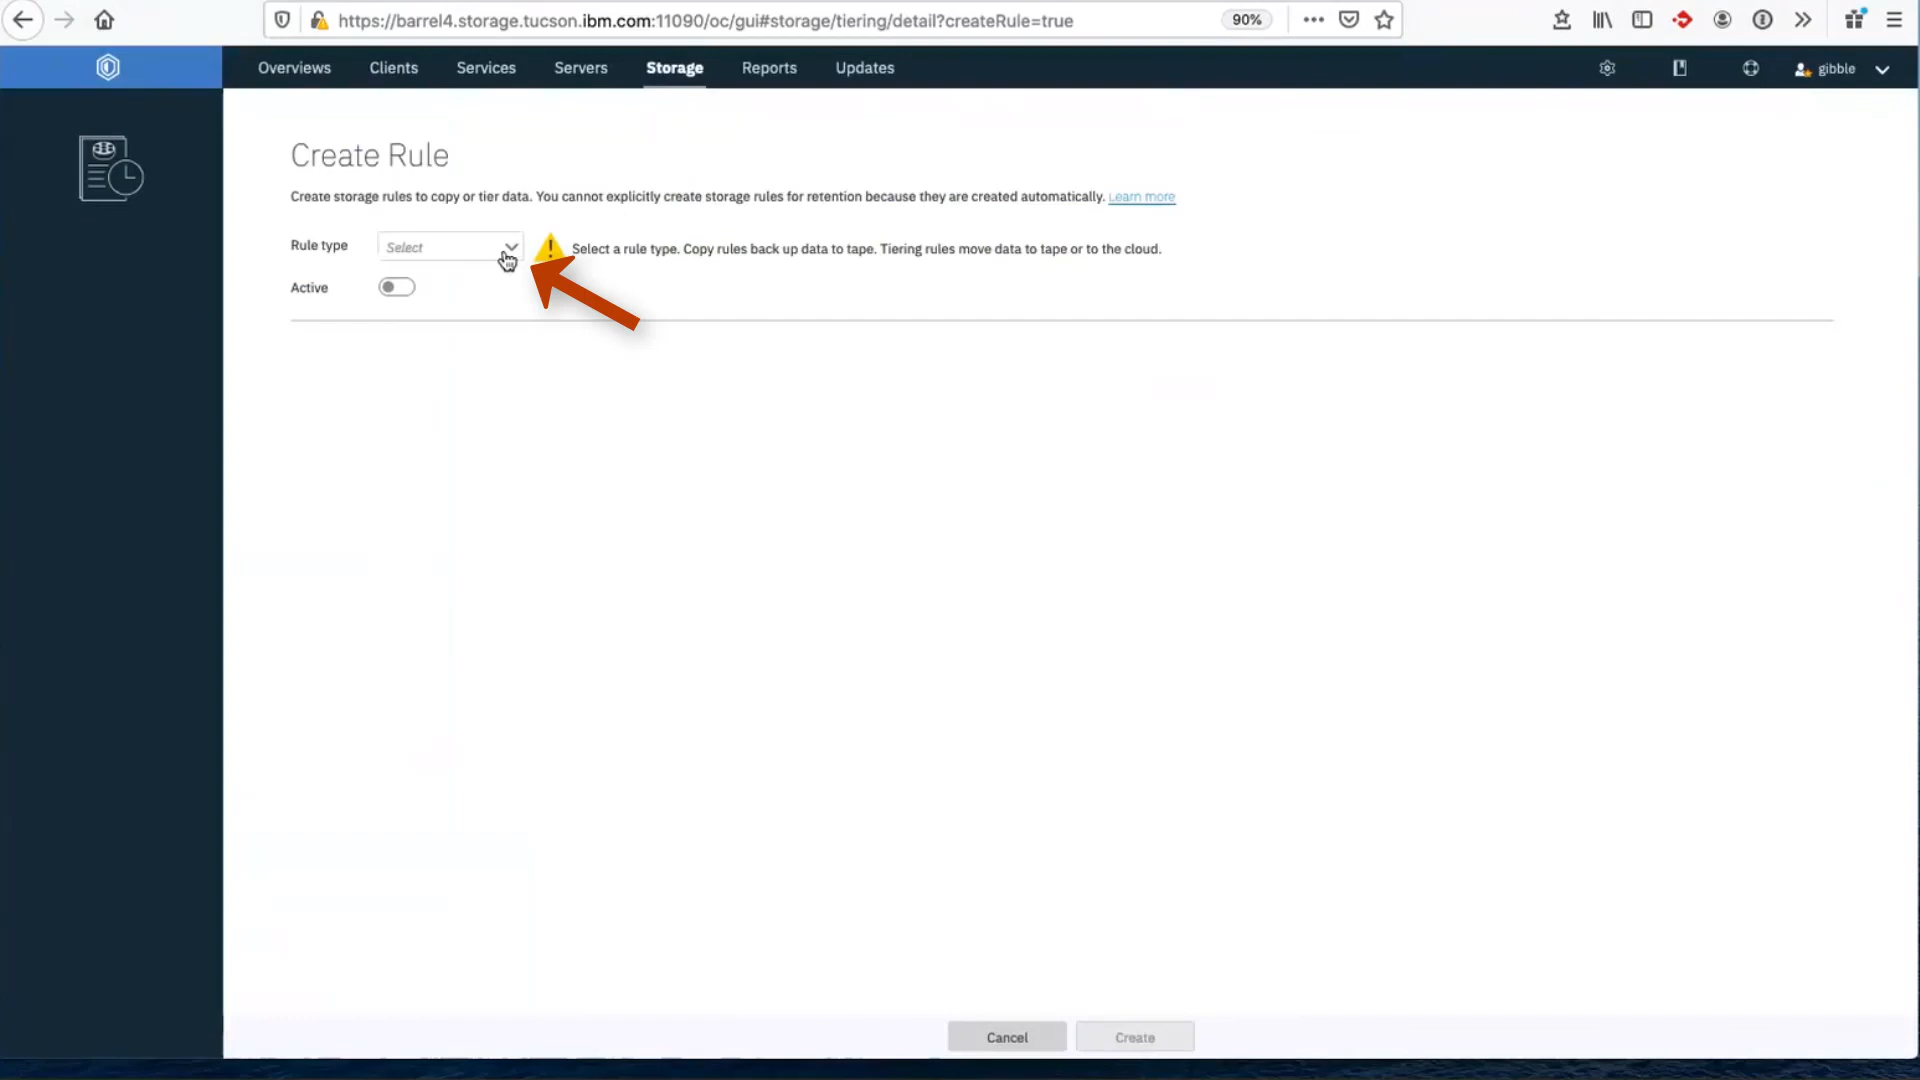 https://barrel4.storage.tucson.ibm.com:11090/oc/gui#storage/tiering/detail?createRule=true
90%
Overviews
Clients
Services
Servers
Storage
Reports
Updates
gibble
Create Rule
Create storage rules to copy or tier data. You cannot explicitly create storage rules for retention because they are created automatically. Learn more
Rule type
Select
Select a rule type. Copy rules back up data to tape. Tiering rules move data to tape or to the cloud.
Active
Cancel
Create